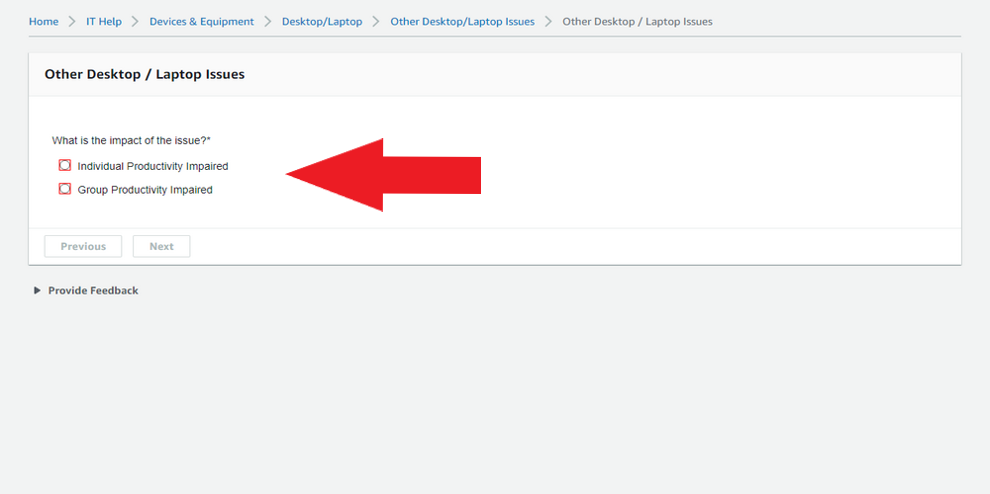 Home > IT Help > Devices & Equipment > Desktop/Laptop > Other Desktop/Laptop Issues > Other Desktop / Laptop Issues
Other Desktop / Laptop Issues
What is the impact of the issue?*
Individual Productivity Impaired
Group Productivity Impaired
Previous Next
Provide Feedback